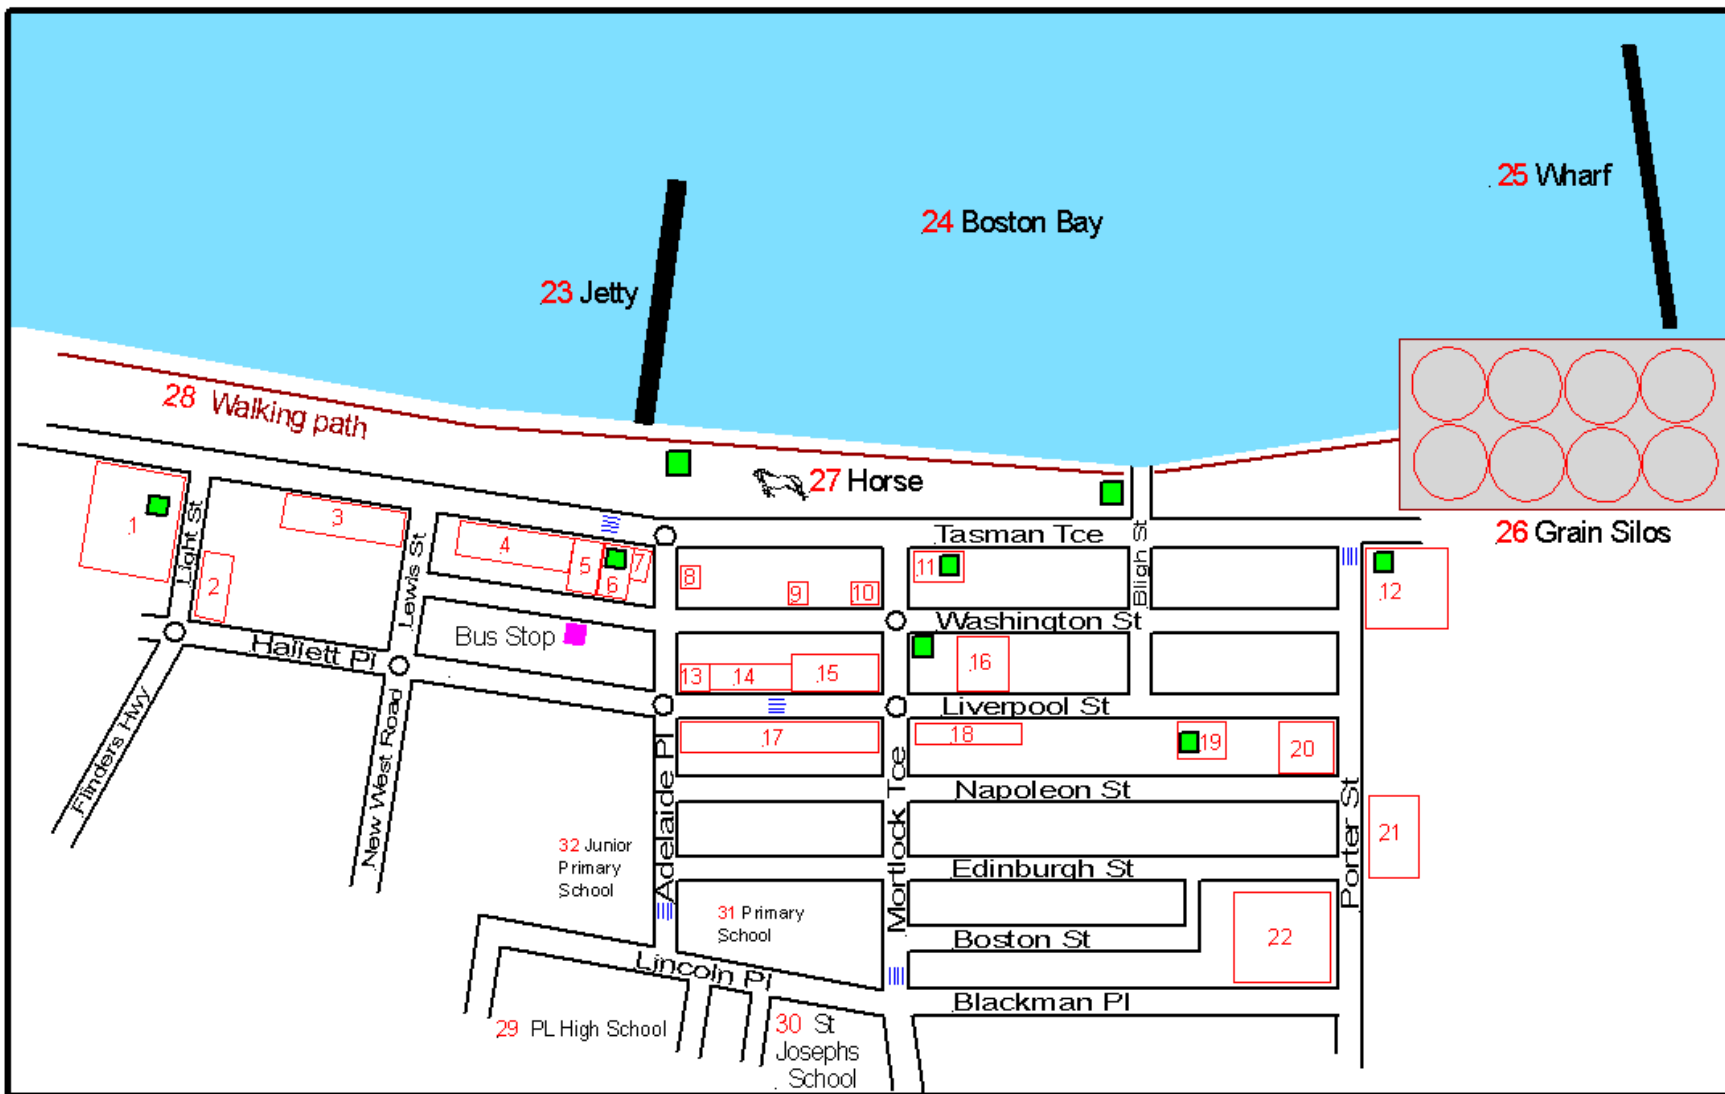 25 Wharf
24 Boston Bay
23 Jetty
28 Walking path
27 Horse
26 Grain Silos
Tasman Tce
1
Light St
2
3
Lewis St
4
5
6
7
8
9
10
11
Bligh St
12
Washington St
Bus Stop
Hallett Pl
13
14
15
16
Liverpool St
Flinders Hwy
New West Road
Adelaide Pl
17
Mortlock Tce
18
19
20
Napoleon St
Porter St
21
32 Junior
Primary
School
Edinburgh St
31 Primary
School
Boston St
22
Lincoln Pl
Blackman Pl
29 PL High School
30 St
Josephs
School